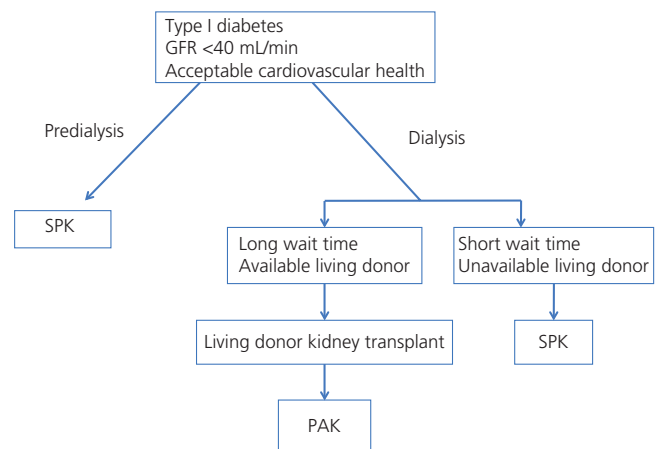 Type I diabetes
GFR <40 mL/min
Acceptable cardiovascular health
Predialysis
Dialysis
SPK
Long wait time
Available living donor
Short wait time
Unavailable living donor
Living donor kidney transplant
SPK
PAK